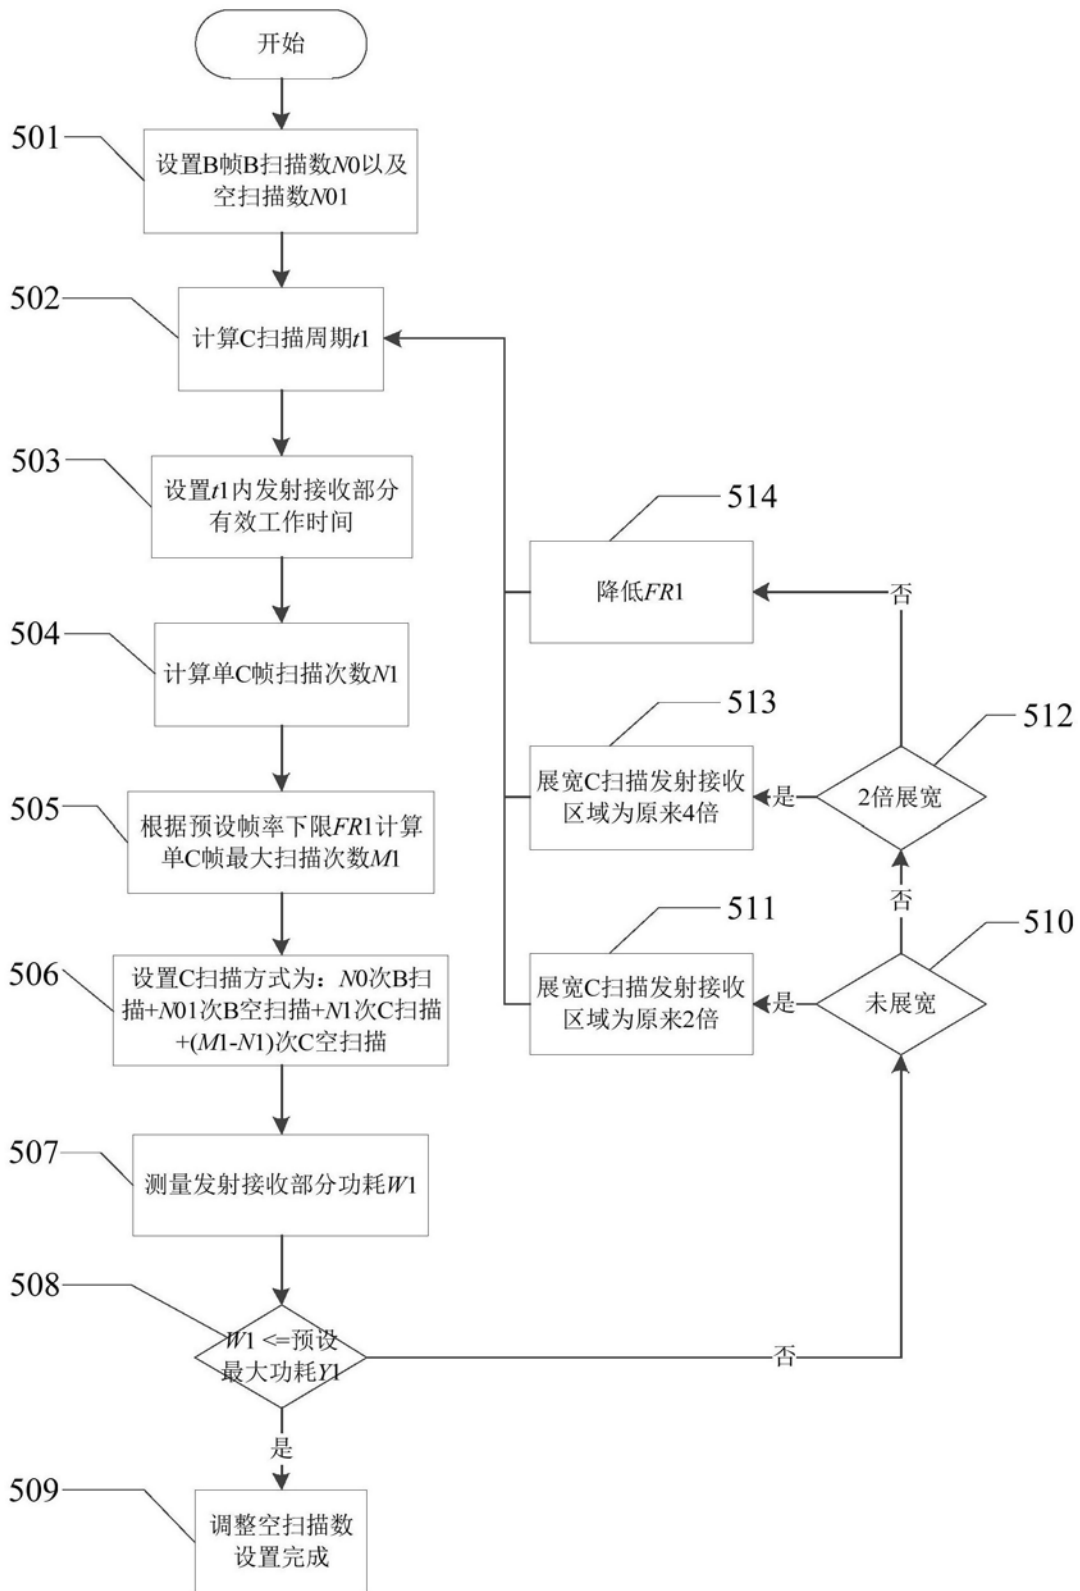 开始
501
设置B帧B扫描数N0以及
空扫描数N01
502
计算C扫描周期t1
503
设置t1内发射接收部分
有效工作时间
504
计算单C帧扫描次数N1
505
根据预设帧率下限FR1计算
单C帧最大扫描次数M1
506
设置C扫描方式为：N0次B扫
描+N01次B空扫描+N1次C扫描
+(M1-N1)次C空扫描
507
测量发射接收部分功耗W1
508
W1 <=预设
最大功耗Y1
否
是
509
调整空扫描数
设置完成
514
降低FR1
否
513
展宽C扫描发射接收
区域为原来4倍
是
512
2倍展宽
否
511
展宽C扫描发射接收
区域为原来2倍
是
510
未展宽